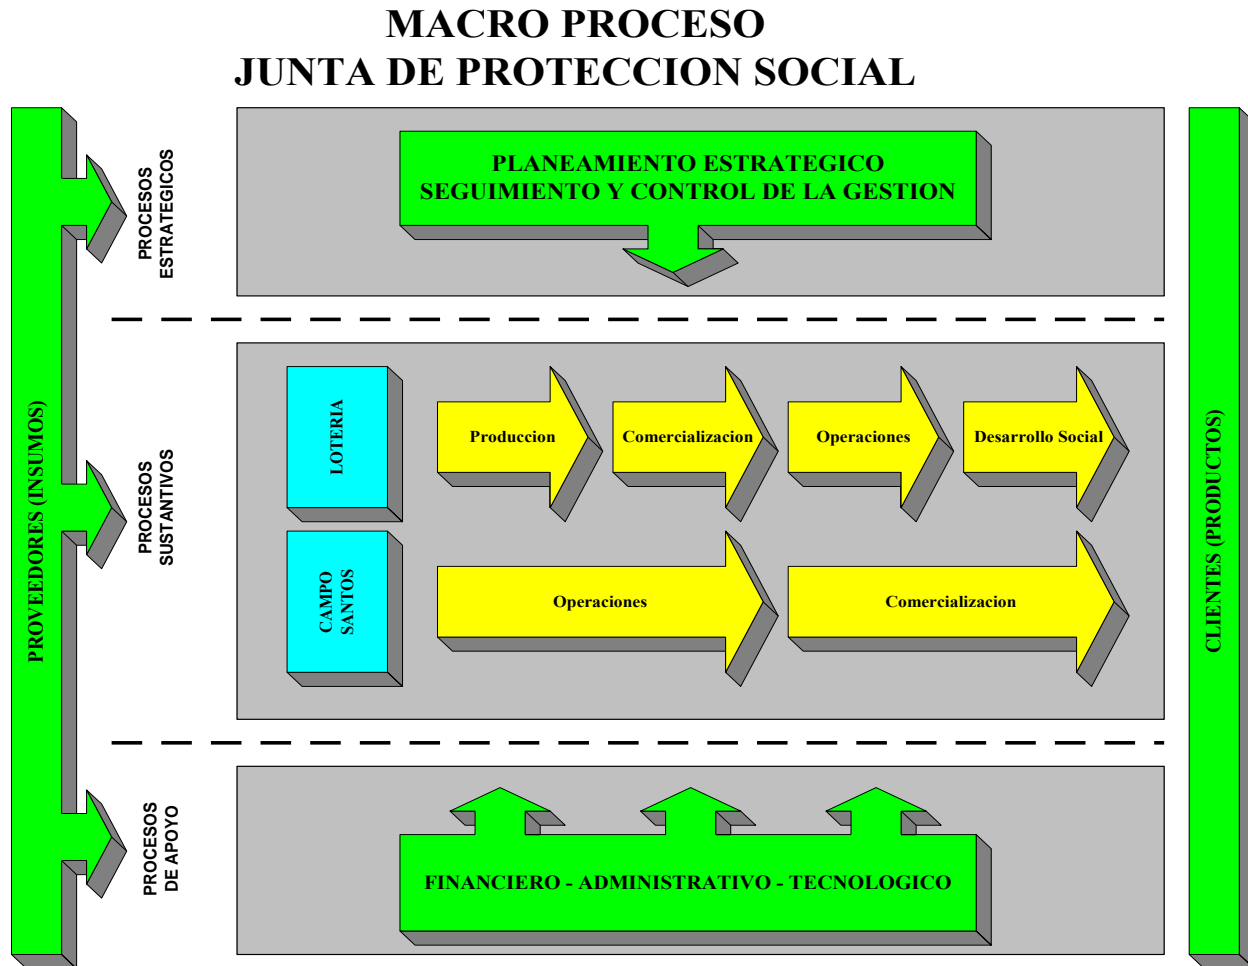 MACRO PROCESO
JUNTA DE PROTECCION SOCIAL
PROVEEDORES (INSUMOS)
PROCESOS
ESTRATEGICOS
PLANEAMIENTO ESTRATEGICO
SEGUIMIENTO Y CONTROL DE LA GESTION
PROCESOS
SUSTANTIVOS
LOTERIA
Produccion
Comercializacion
Operaciones
Desarrollo Social
CAMPO
SANTOS
Operaciones
Comercializacion
PROCESOS
DE APOYO
FINANCIERO - ADMINISTRATIVO - TECNOLOGICO
CLIENTES (PRODUCTOS)